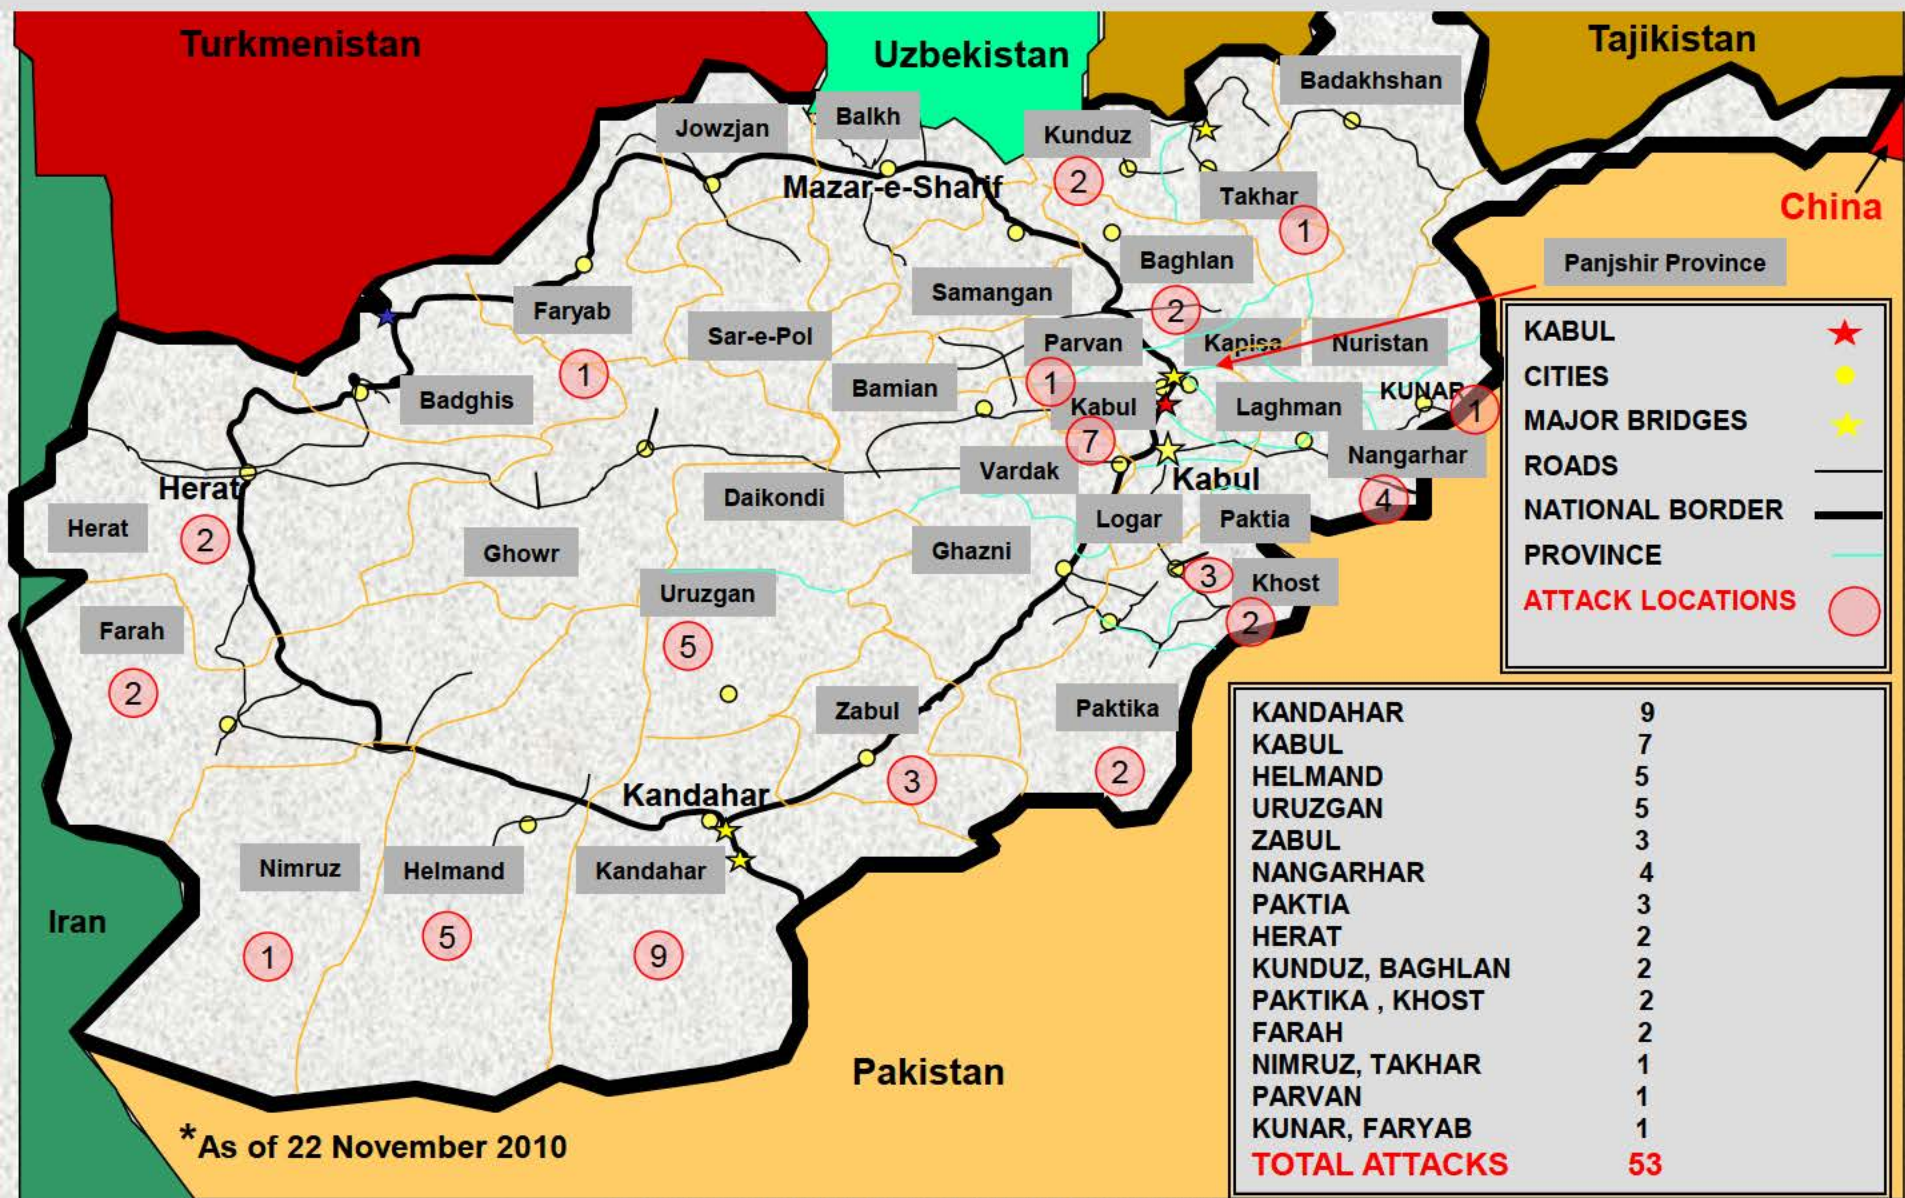 Turkmenistan
Uzbekistan
Tajikistan
Badakhshan
Jowzjan
Balkh
Kunduz
2
Mazar-e-Sharif
Takhar
1
China
Baghlan
2
Panjshir Province
Samangan
Faryab
1
Sar-e-Pol
Parvan
1
Kapisa
Nuristan
Bamian
Badghis
Kabul
7
Laghman
KUNAR
1
Nangarhar
4
Vardak
Kabul
Herat
Herat
2
Daikondi
Logar
Paktia
3
Ghowr
Ghazni
Khost
2
Uruzgan
5
Farah
2
Zabul
3
Paktika
2
Kandahar
Nimruz
1
Helmand
5
Kandahar
9
Iran
Pakistan
*As of 22 November 2010
KABUL
CITIES
MAJOR BRIDGES
ROADS
NATIONAL BORDER
PROVINCE
ATTACK LOCATIONS
KANDAHAR 9
KABUL 7
HELMAND 5
URUZGAN 5
ZABUL 3
NANGARHAR 4
PAKTIA 3
HERAT 2
KUNDUZ, BAGHLAN 2
PAKTIKA , KHOST 2
FARAH 2
NIMRUZ, TAKHAR 1
PARVAN 1
KUNAR, FARYAB 1
TOTAL ATTACKS 53